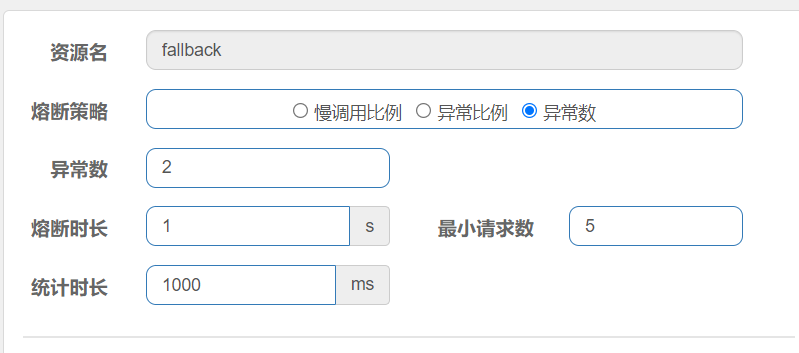 资源名 fallback
熔断策略 慢调用比例 异常比例 异常数
异常数 2
熔断时长 1 s 最小请求数 5
统计时长 1000 ms